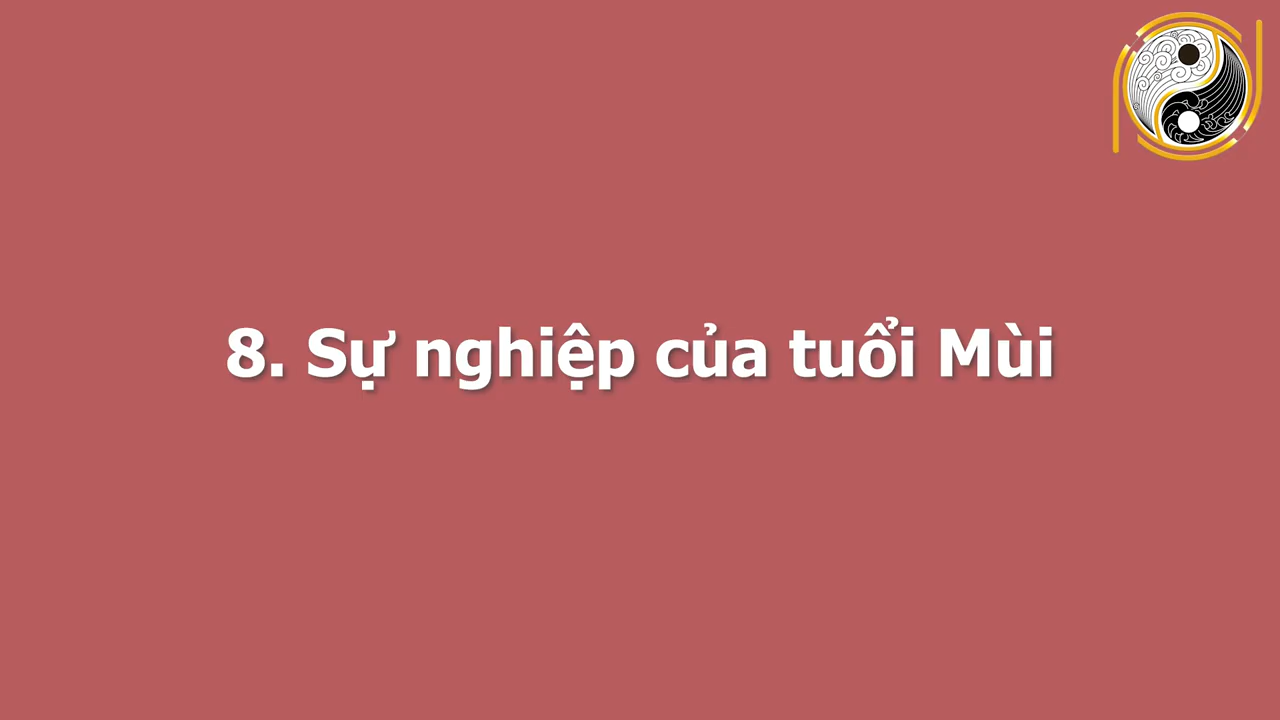 8. Sự nghiệp của tuổi Mùi